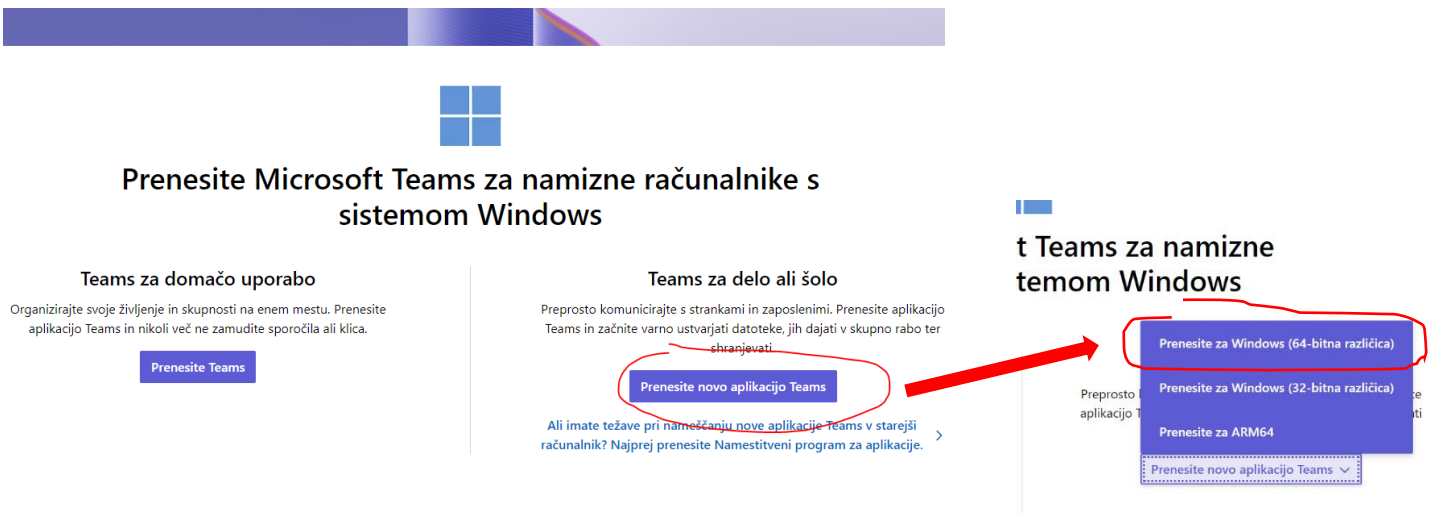 Prenesite Microsoft Teams za namizne računalnike s
sistemom Windows
Teams za domačo uporabo
Organizirajte svoje življenje in skupnosti na enem mestu. Prenesite
aplikacijo Teams in nikoli več ne zamudite sporočila ali klica.
Prenesite Teams
Teams za delo ali šolo
Preprosto komunicirajte s strankami in zaposlenimi. Prenesite aplikacijo
Teams in začnite varno ustvarjati datoteke, jih dajati v skupno rabo ter
shranjevati.
Prenesite novo aplikacijo Teams
Ali imate težave pri nameščanju nove aplikacije Teams v starejši
računalnik? Najprej prenesite Namestitveni program za aplikacije.
t Teams za namizne
temom Windows
Prenesite za Windows (64-bitna različica)
Prenesite za Windows (32-bitna različica)
Prenesite za ARM64
Preprosto
aplikacijo T
Prenesite novo aplikacijo Teams